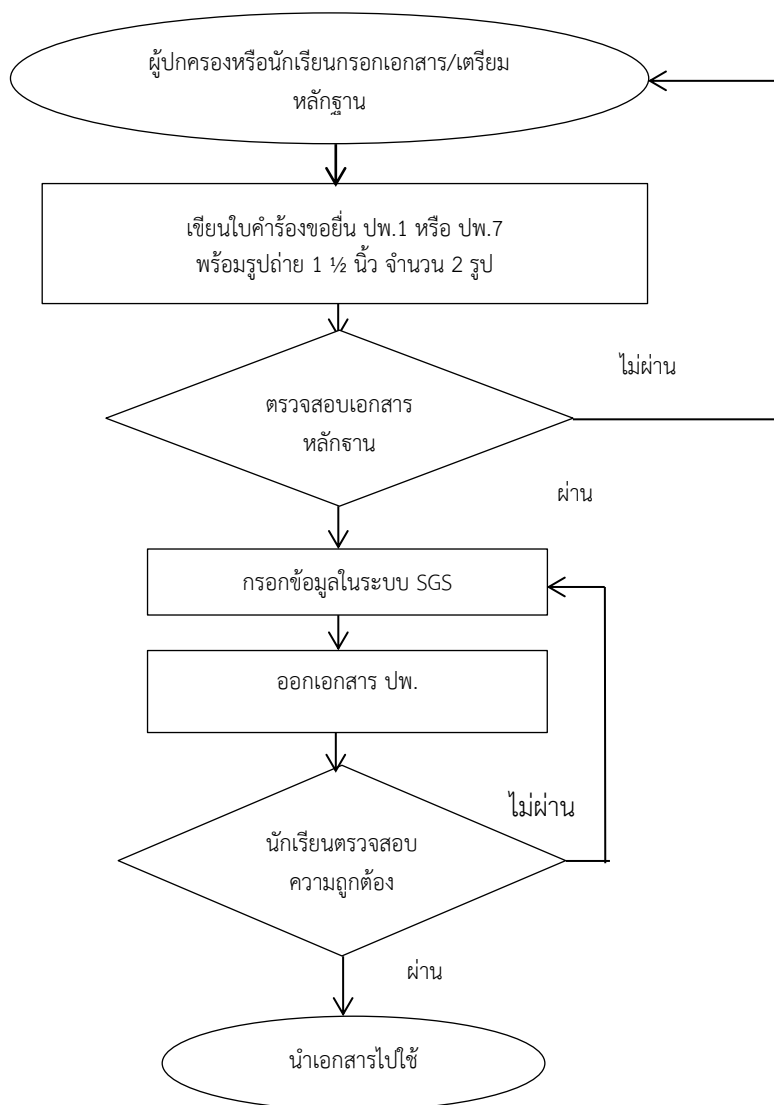 ผู้ปกครองหรือนักเรียนกรอกเอกสาร/เตรียม
หลักฐาน
เขียนใบคำร้องขอยื่น ปพ.1 หรือ ปพ.7
พร้อมรูปถ่าย 1 ½ นิ้ว จำนวน 2 รูป
ไม่ผ่าน
ตรวจสอบเอกสาร
หลักฐาน
ผ่าน
กรอกข้อมูลในระบบ SGS
ออกเอกสาร ปพ.
ไม่ผ่าน
นักเรียนตรวจสอบ
ความถูกต้อง
ผ่าน
นำเอกสารไปใช้